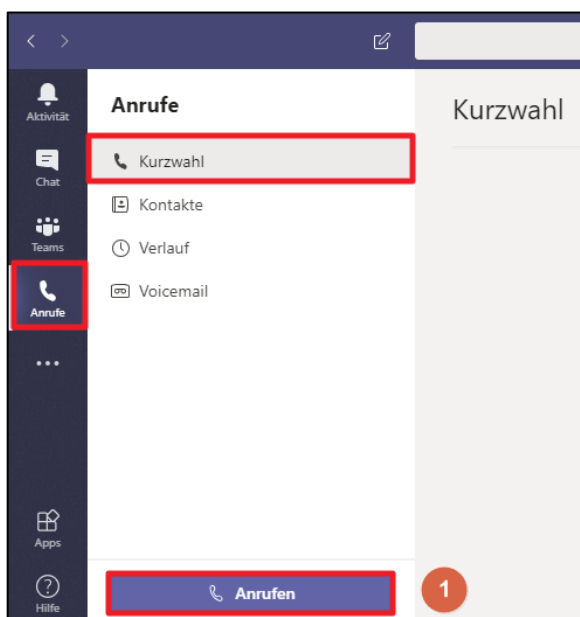 Aktivität
Chat
Teams
Anrufe
Apps
Hilfe
Anrufe
Kurzwahl
Kontakte
Verlauf
Voicemail
Anrufen
1
Kurzwahl